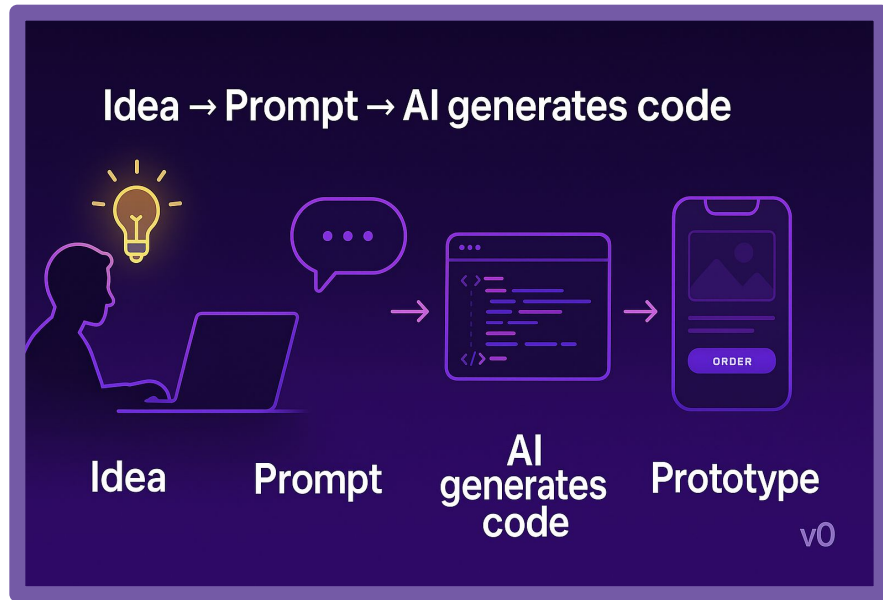 Idea → Prompt → AI generates code
ORDER
Idea
Prompt
AI
generates
code
Prototype
v0